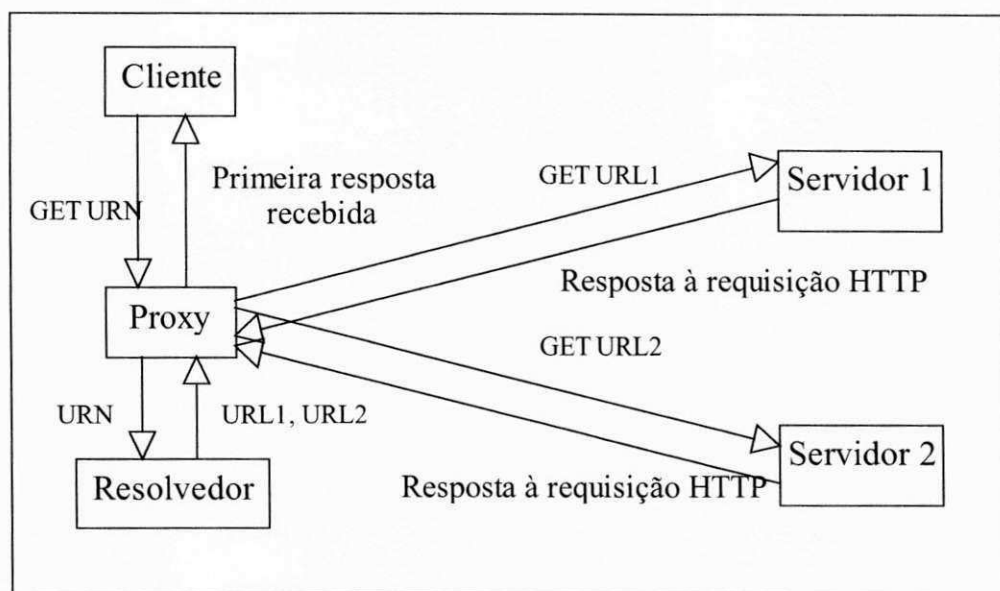 Cliente
GET URN
Primeira resposta
recebida
GET URL1
Servidor 1
Resposta à requisição HTTP
Proxy
GET URL2
URN
URL1, URL2
Servidor 2
Resolvedor
Resposta à requisição HTTP